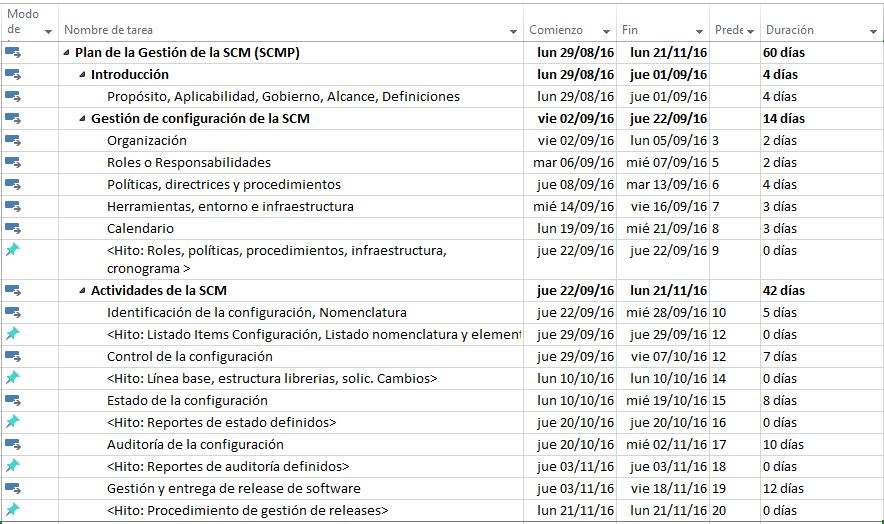 Modo de Nombre de tarea Comienzo Fin Prede Duración
Plan de la Gestión de la SCM (SCMP) lun 29/08/16 lun 21/11/16 60 días
Introducción lun 29/08/16 jue 01/09/16 4 días
Propósito, Aplicabilidad, Gobierno, Alcance, Definiciones lun 29/08/16 jue 01/09/16 4 días
Gestión de configuración de la SCM vie 02/09/16 jue 22/09/16 14 días
Organización vie 02/09/16 lun 05/09/16 3 2 días
Roles o Responsabilidades mar 06/09/16 mié 07/09/16 5 2 días
Políticas, directrices y procedimientos jue 08/09/16 mar 13/09/16 6 4 días
Herramientas, entorno e infraestructura mié 14/09/16 vie 16/09/16 7 3 días
Calendario lun 19/09/16 mié 21/09/16 8 3 días
<Hito: Roles, políticas, procedimientos, infraestructura, jue 22/09/16 jue 22/09/16 9 0 días
cronograma >
Actividades de la SCM jue 22/09/16 lun 21/11/16 42 días
Identificación de la configuración, Nomenclatura jue 22/09/16 mié 28/09/16 10 5 días
<Hito: Listado Items Configuración, Listado nomenclatura y element jue 29/09/16 jue 29/09/16 12 0 días
Control de la configuración jue 29/09/16 vie 07/10/16 12 7 días
<Hito: Línea base, estructura librerias, solic. Cambios> lun 10/10/16 lun 10/10/16 14 0 días
Estado de la configuración lun 10/10/16 mié 19/10/16 15 8 días
<Hito: Reportes de estado definidos> jue 20/10/16 jue 20/10/16 16 0 días
Auditoría de la configuración jue 20/10/16 mié 02/11/16 17 10 días
<Hito: Reportes de auditoría definidos> jue 03/11/16 jue 03/11/16 18 0 días
Gestión y entrega de release de software jue 03/11/16 vie 18/11/16 19 12 días
<Hito: Procedimiento de gestión de releases> lun 21/11/16 lun 21/11/16 20 0 días